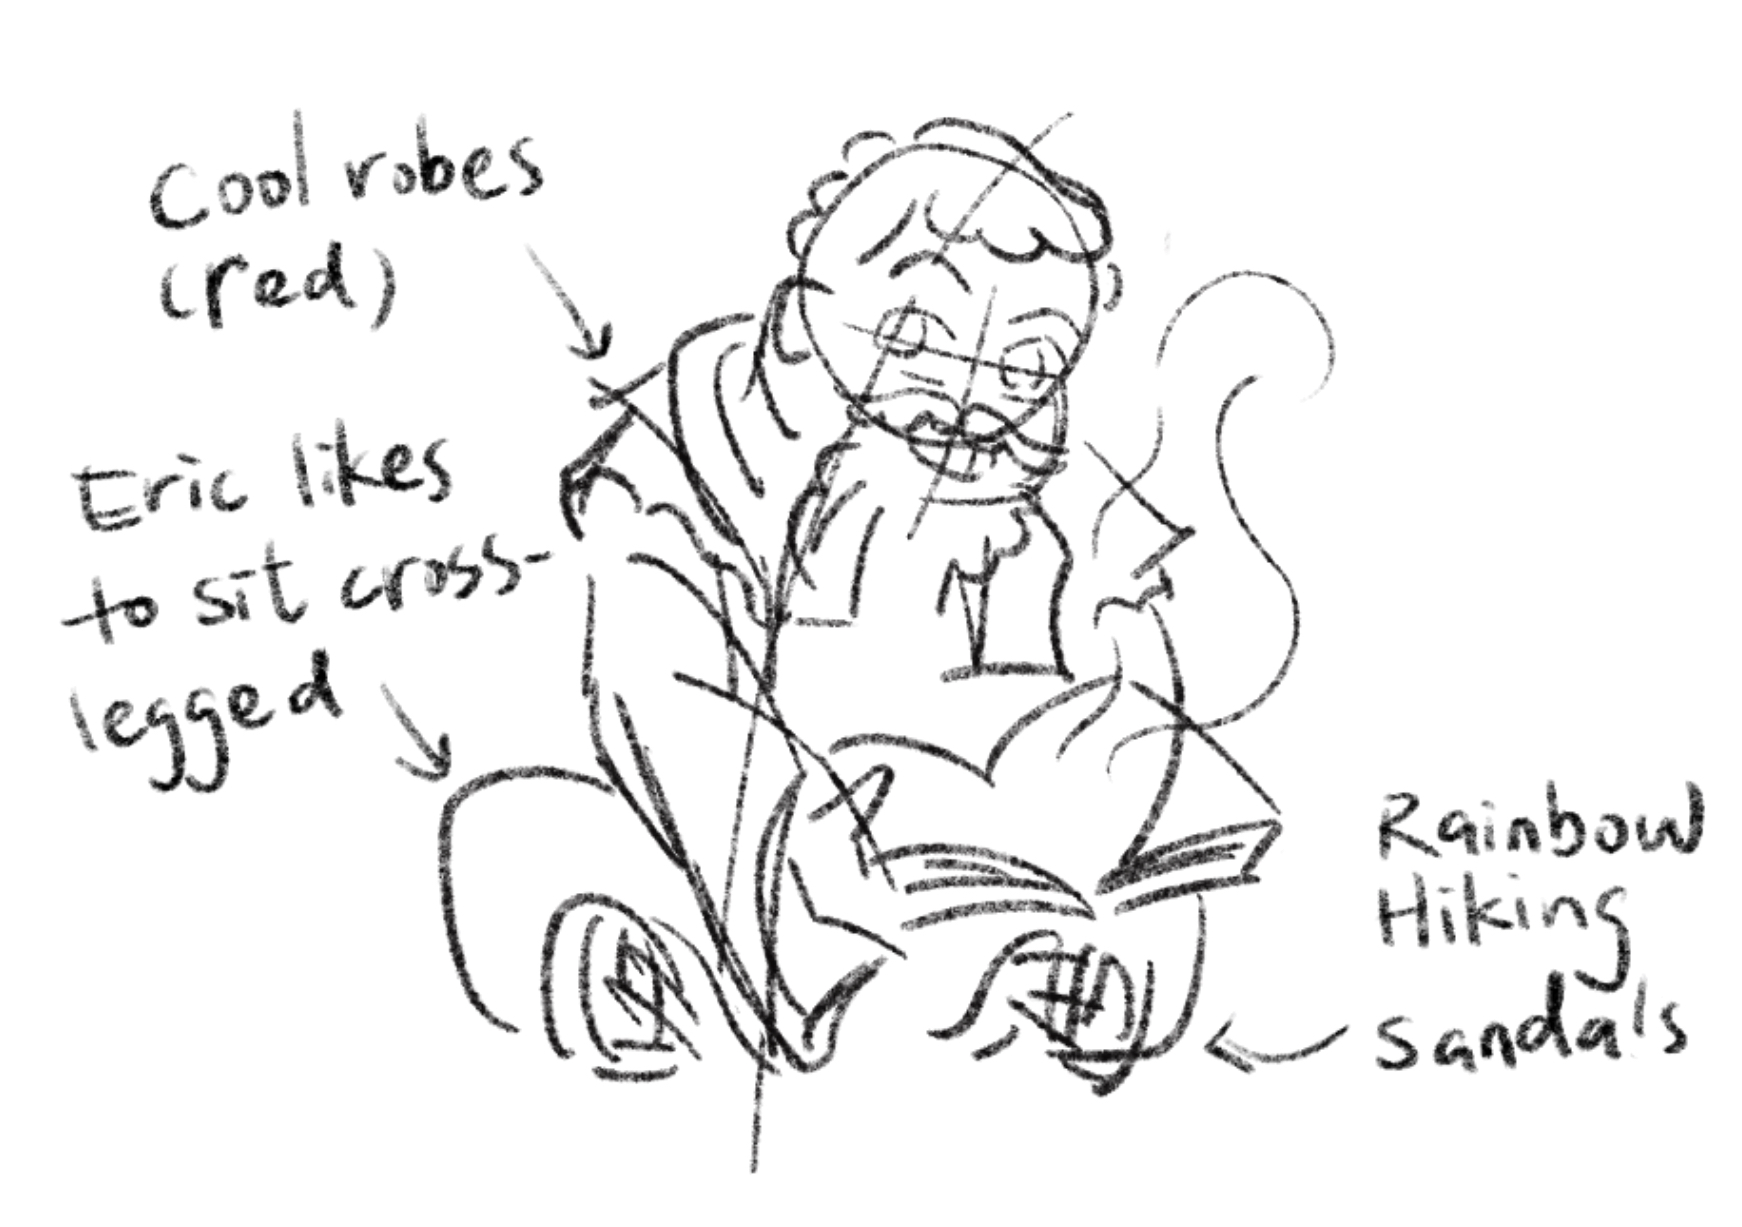 Cool robes
(red)
Eric likes
to sit cross-
legged
Rainbow
Hiking
Sandals